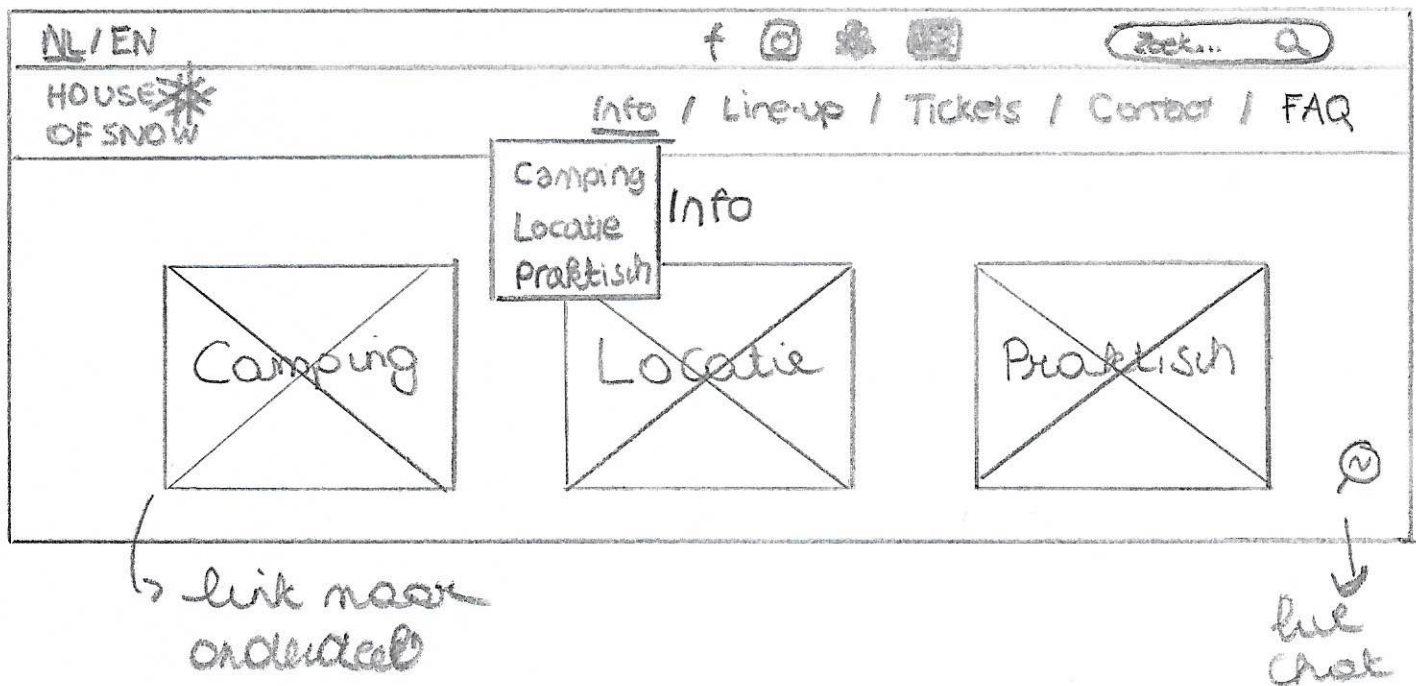 NL / EN
Zoek...
HOUSE
OF SNOW
Info / Line-up / Tickets / Contact / FAQ
Camping
Locatie
Praktisch
Info
Camping
Locatie
Praktisch
link naar
onderdeel
live
chat